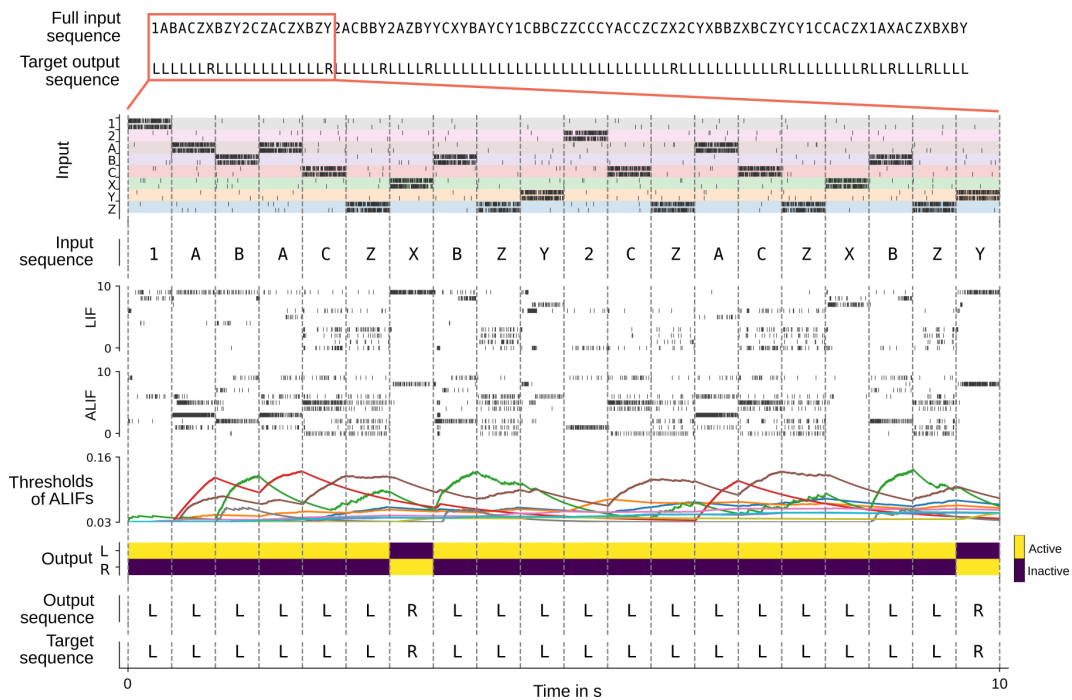 Full input sequence
1ABACZXBZY2CZACZXBZY2ACBBY2AZBYYCXYBAYCY1CBBCZZCCCYACCZCZX2CYXBBZXBCZYCY1CCACZX1AXACZXBXBY
Target output sequence
LLLLLLRLLLLLLLLLLLLRLLLLLRLLLLRLLLLLLLLLLLLLLLLLLLLLLLLLLRLLLLLLLLLLLRLLLLLLLLRLLRLLLRLLLL
Input
1
2
A
B
C
X
Y
Z
Input sequence
1 A B A C Z X B Z Y 2 C Z A C Z X B Z Y
LIF
10
0
ALIF
10
0
Thresholds of ALIFs
0.16
0.03
Output
L
R
Active
Inactive
Output sequence
L L L L L L R L L L L L L L L L L L L R
Target sequence
L L L L L L R L L L L L L L L L L L L R
0 10
Time in s